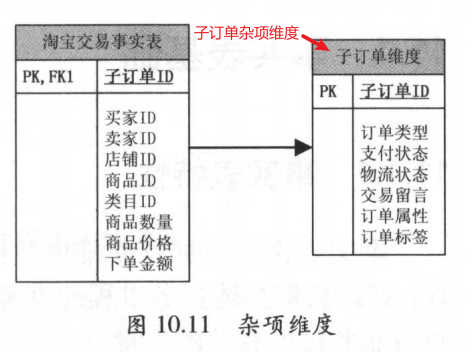 子订单杂项维度
淘宝交易事实表
PK,FK1
子订单ID
买家ID
卖家ID
店铺ID
商品ID
类目ID
商品数量
商品价格
下单金额
子订单维度
PK
子订单ID
订单类型
支付状态
物流状态
交易留言
订单属性
订单标签
图 10.11 杂项维度